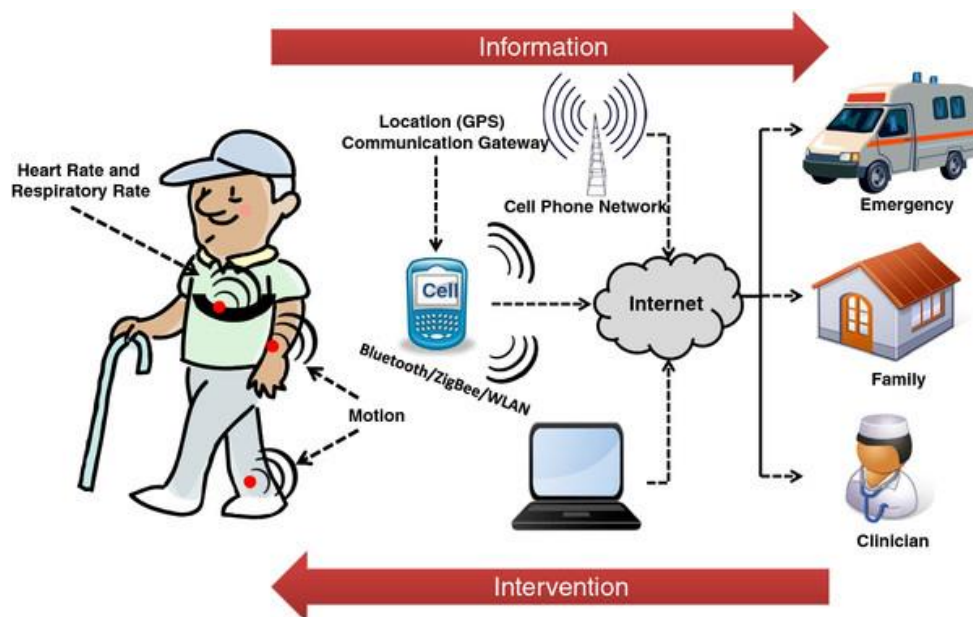 Information
Location (GPS)
Communication Gateway
Heart Rate and
Respiratory Rate
Cell Phone Network
Emergency
Cell
Internet
Bluetooth/ZigBee/WLAN
Family
Motion
Clinician
Intervention